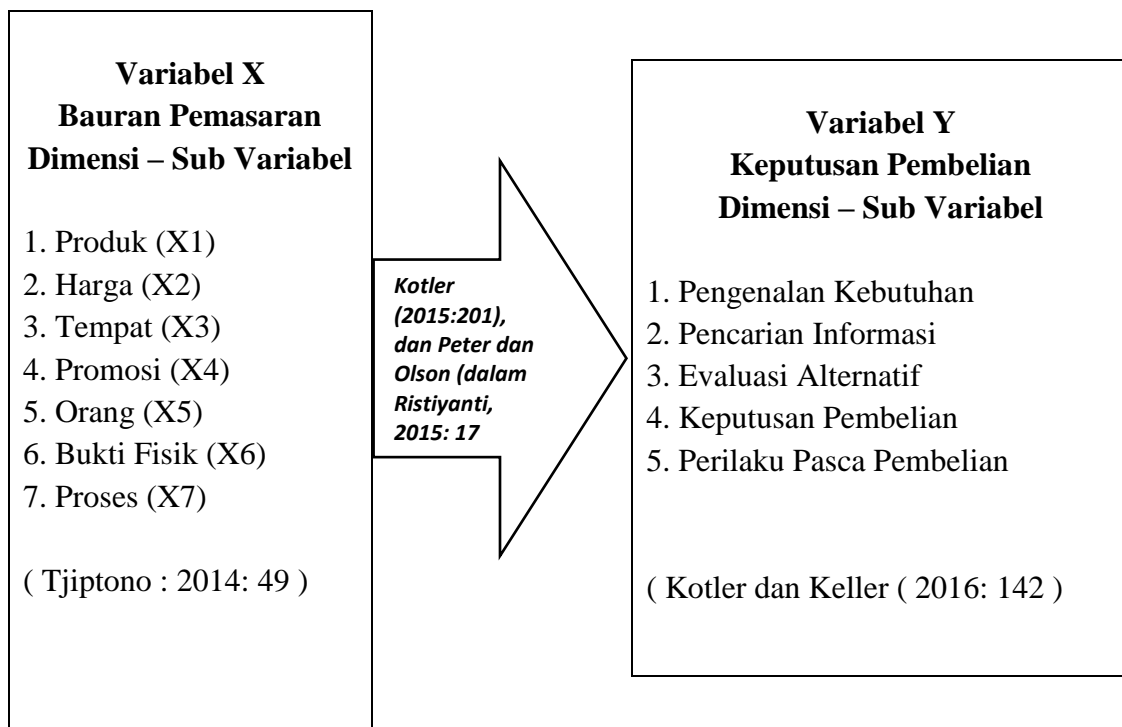 Variabel X
Bauran Pemasaran
Dimensi – Sub Variabel
1. Produk (X1)
2. Harga (X2)
3. Tempat (X3)
4. Promosi (X4)
5. Orang (X5)
6. Bukti Fisik (X6)
7. Proses (X7)
( Tjiptono : 2014: 49 )
Kotler
(2015:201),
dan Peter dan
Olson (dalam
Ristiyanti,
2015: 17
Variabel Y
Keputusan Pembelian
Dimensi – Sub Variabel
1. Pengenalan Kebutuhan
2. Pencarian Informasi
3. Evaluasi Alternatif
4. Keputusan Pembelian
5. Perilaku Pasca Pembelian
( Kotler dan Keller ( 2016: 142 )